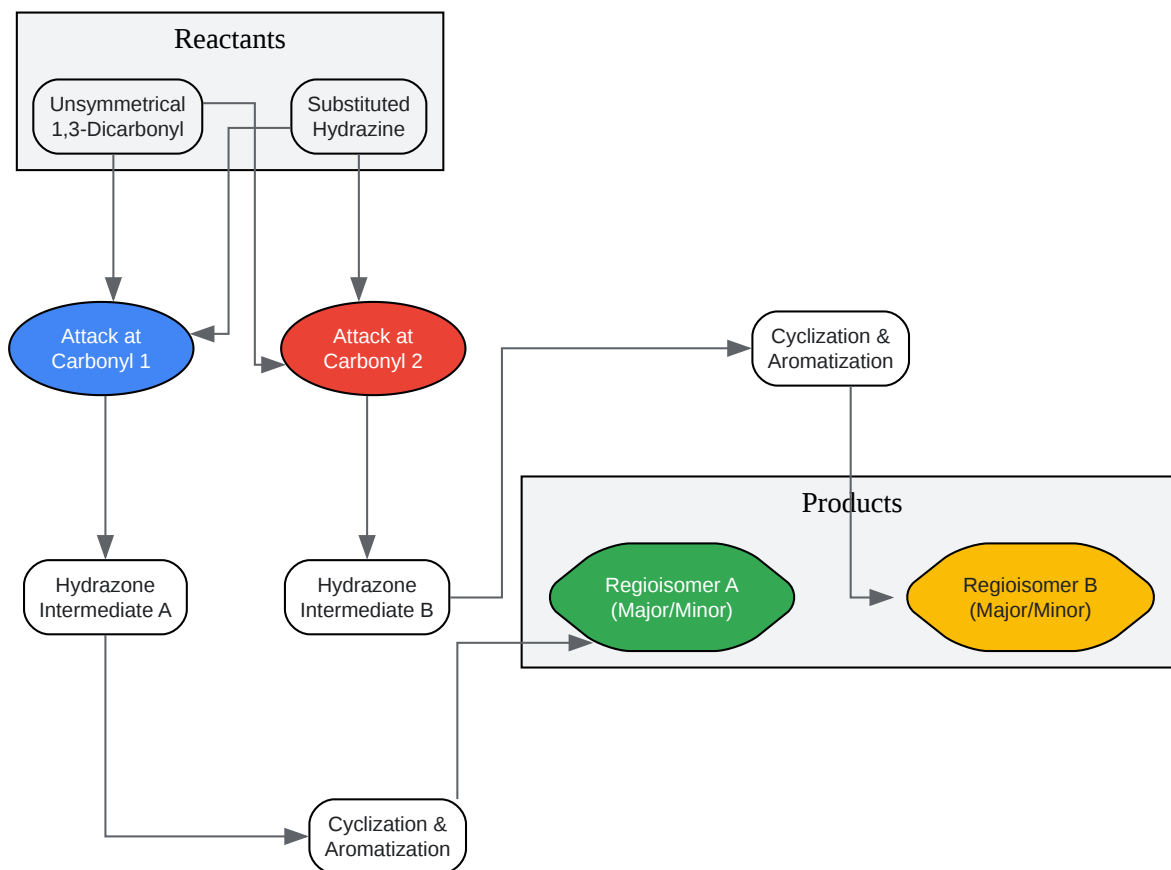 Reactants
Unsymmetrical
1,3-Dicarbonyl
Substituted
Hydrazine
Attack at
Carbonyl 1
Attack at
Carbonyl 2
Cyclization &
Aromatization
Products
Hydrazone
Intermediate A
Hydrazone
Intermediate B
Regioisomer A
(Major/Minor)
Regioisomer B
(Major/Minor)
Cyclization &
Aromatization